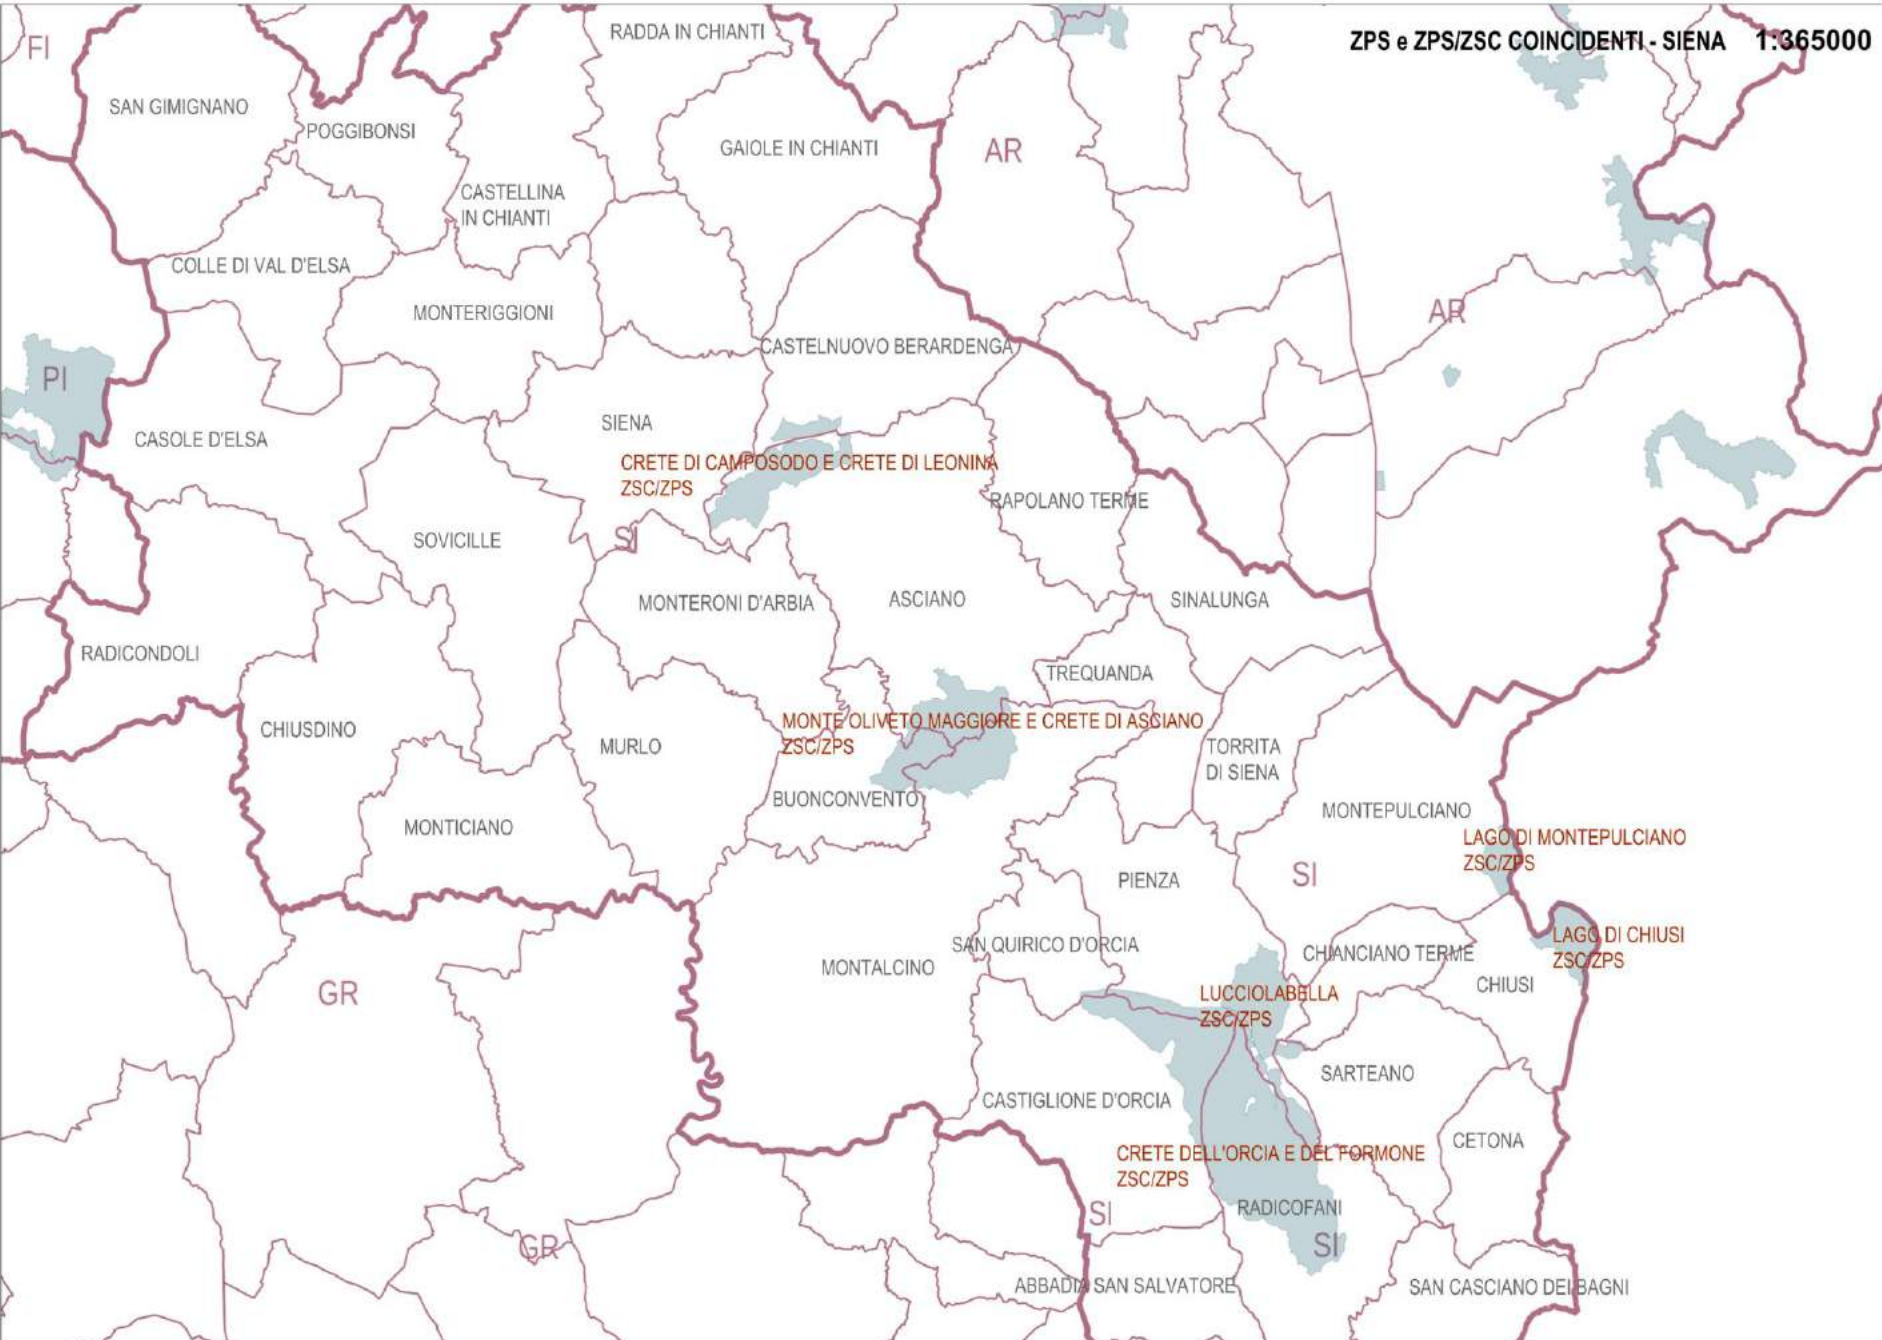 ZPS e ZPS/ZSC COINCIDENTI - SIENA 1:365000
FI
RADDA IN CHIANTI
SAN GIMIGNANO
POGGIBONSI
GAIOLE IN CHIANTI
AR
CASTELLINA
IN CHIANTI
COLLE DI VAL D'ELSA
MONTERIGGIONI
AR
CASTELNUOVO BERARDENGA
PI
SIENA
CASOLE D'ELSA
CRETE DI CAMPOSODO E CRETE DI LEONINA
ZSC/ZPS
RAPOLANO TERME
SOVICILLE
SI
MONTERONI D'ARBIA
ASCIANO
SINALUNGA
RADICONDOLI
TREQUANDA
CHIUSDINO
MONTE OLIVETO MAGGIORE E CRETE DI ASCIANO
ZSC/ZPS
MURLO
TORRITA
DI SIENA
BUONCONVENTO
MONTICIANO
MONTEPULCIANO
LAGO DI MONTEPULCIANO
ZSC/ZPS
PIENZA
SI
SAN QUIRICO D'ORCIA
LAGO DI CHIUSI
ZSC/ZPS
CHIANCIANO TERME
MONTALCINO
CHIUSI
GR
LUCCIOLABELLA
ZSC/ZPS
SARTEANO
CASTIGLIONE D'ORCIA
CETONA
CRETE DELL'ORCIA E DEL FORMONE
ZSC/ZPS
RADICOFANI
SI
SI
GR
ABBADIA SAN SALVATORE
SAN CASCIANO DEI BAGNI